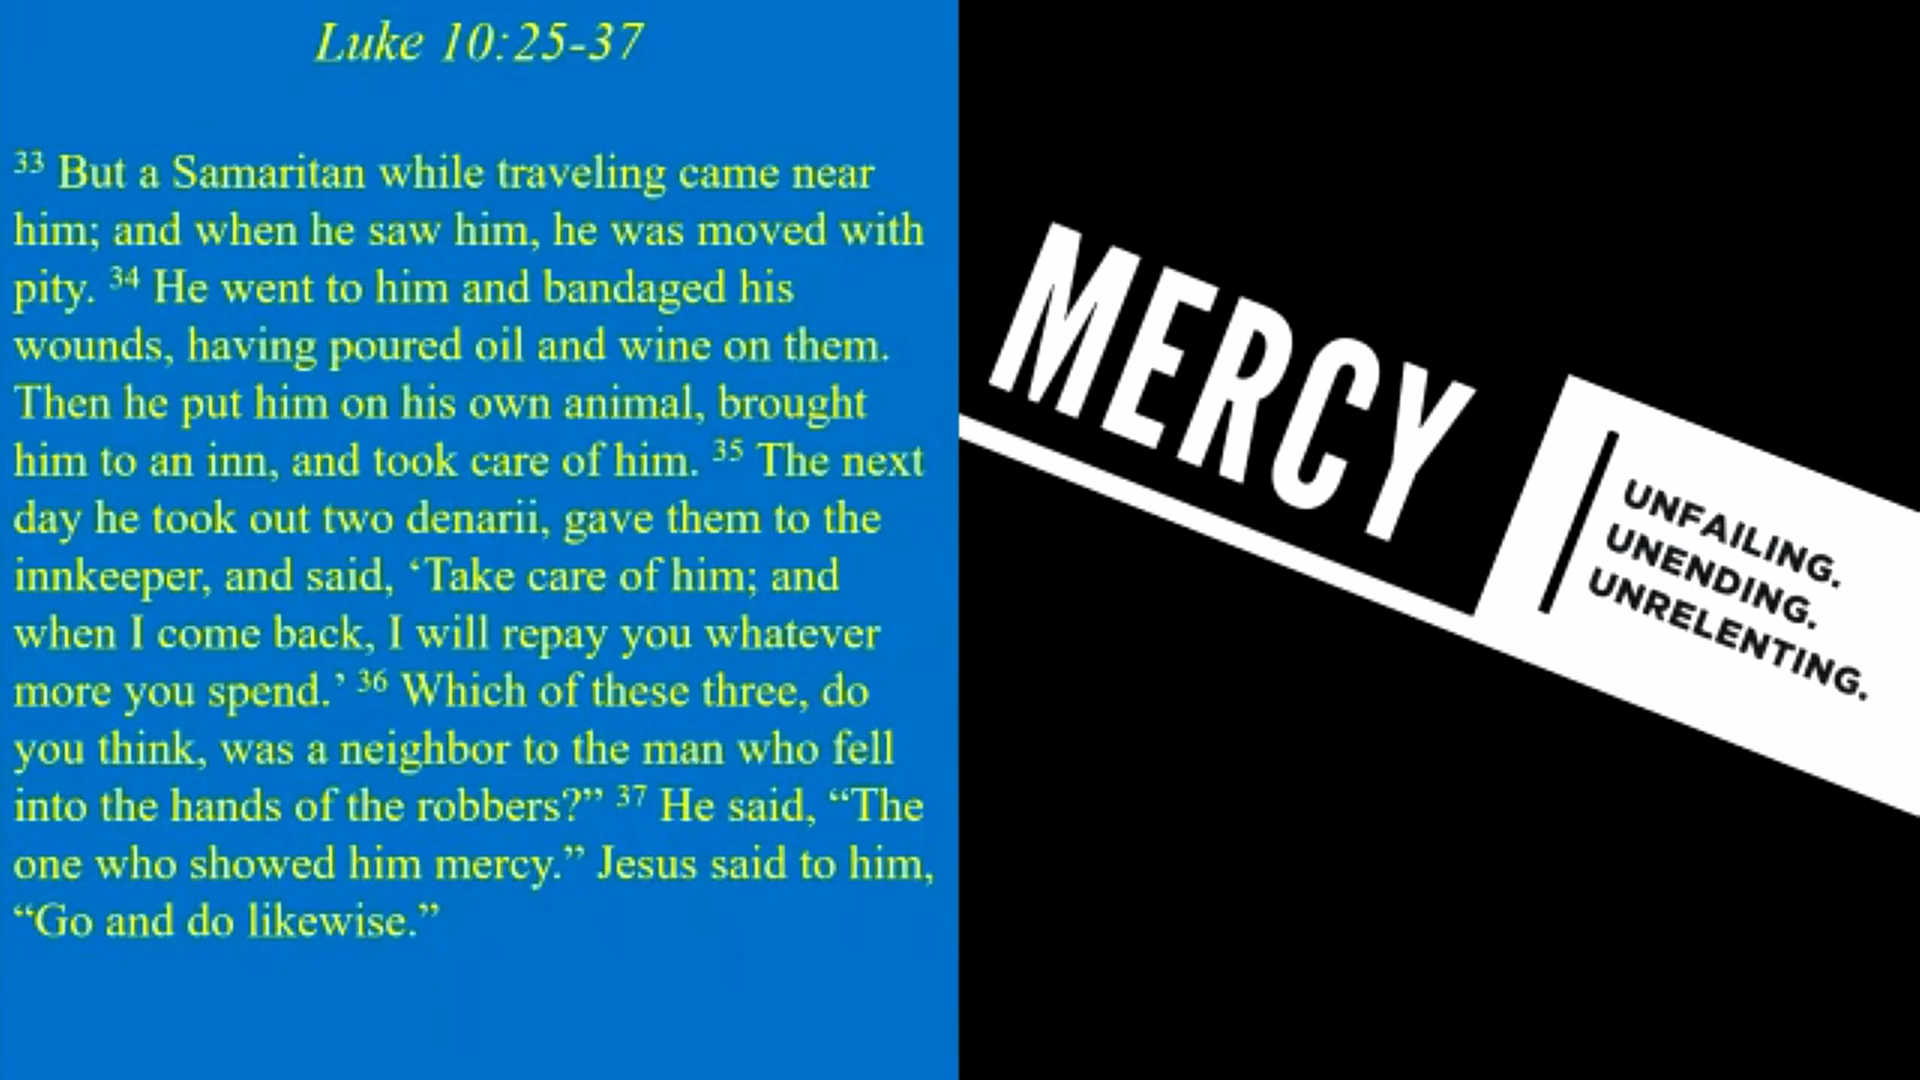 Luke 10:25-37
33 But a Samaritan while traveling came near
him; and when he saw him, he was moved with
pity. 34 He went to him and bandaged his
wounds, having poured oil and wine on them.
Then he put him on his own animal, brought
him to an inn, and took care of him. 35 The next
day he took out two denarii, gave them to the
innkeeper, and said, ‘Take care of him; and
when I come back, I will repay you whatever
more you spend.’ 36 Which of these three, do
you think, was a neighbor to the man who fell
into the hands of the robbers?” 37 He said, “The
one who showed him mercy.” Jesus said to him,
“Go and do likewise.”
MERCY
UNFAILING.
UNENDING.
UNRELENTING.